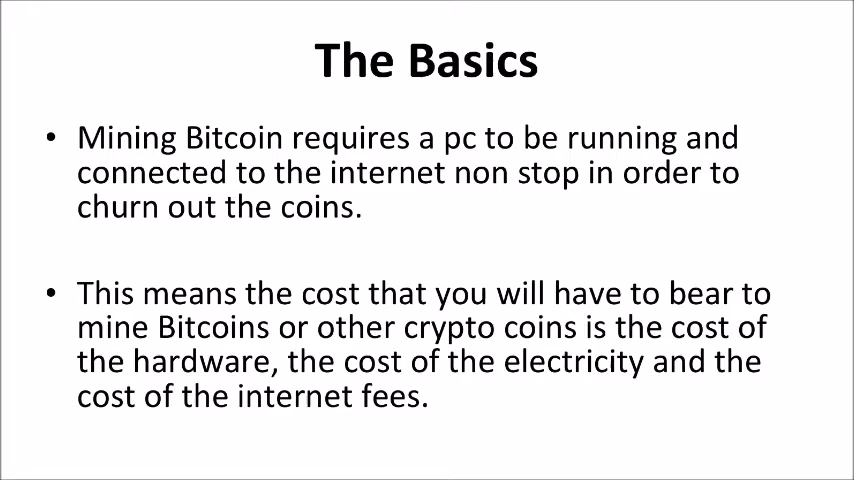 The Basics
• Mining Bitcoin requires a pc to be running and
connected to the internet non stop in order to
churn out the coins.
• This means the cost that you will have to bear to
mine Bitcoins or other crypto coins is the cost of
the hardware, the cost of the electricity and the
cost of the internet fees.